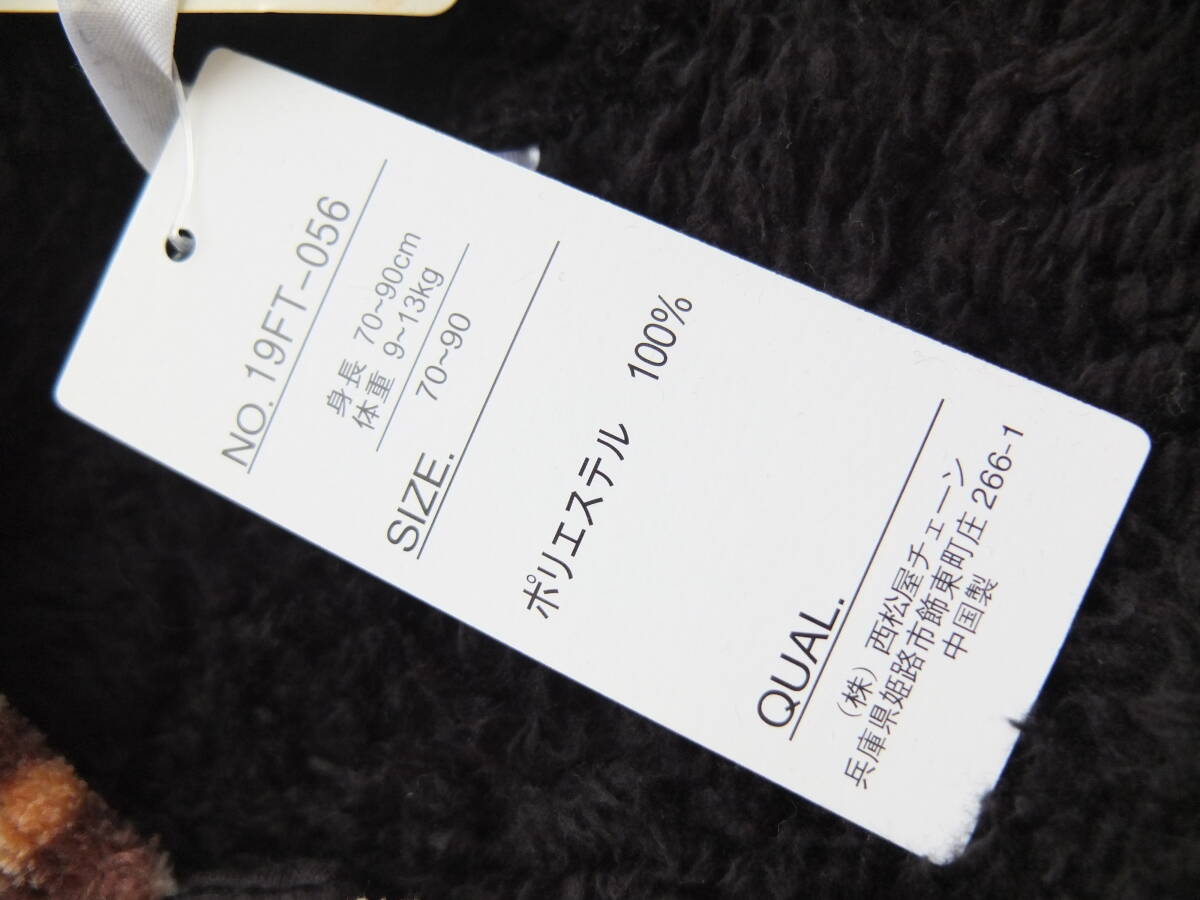 NO. 19FT-056
身長 70~90cm
体重 9~13kg
SIZE. 70~90
ポリエステル 100%
QUAL.
（株）西松屋チェーン
兵庫県姫路市飾東町庄 266-1
中国製